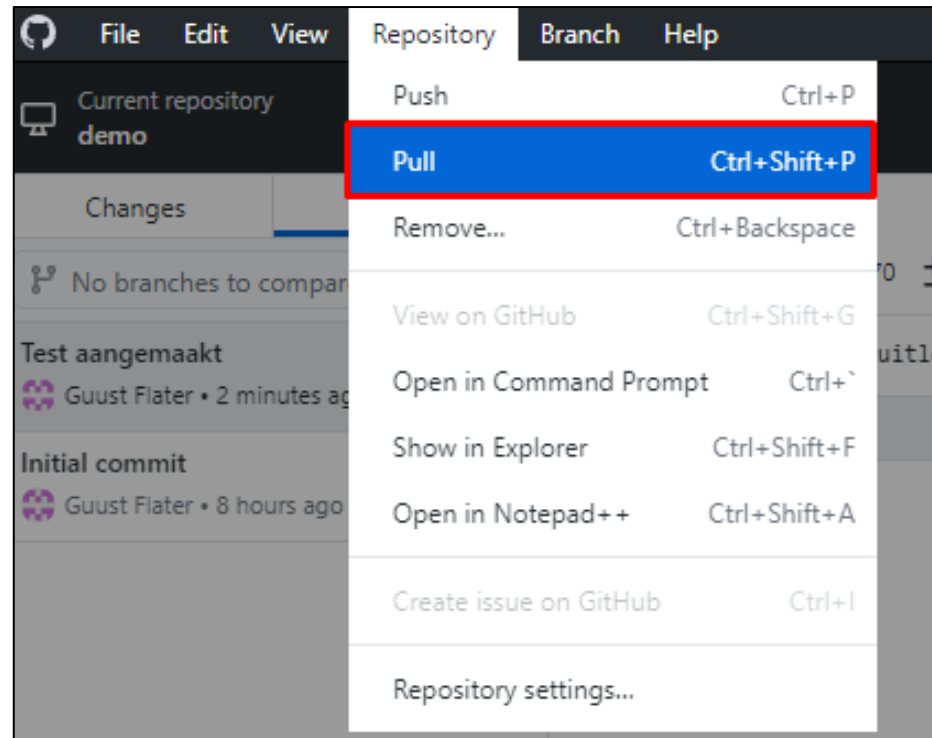 File Edit View Repository Branch Help
Current repository
demo
Push Ctrl+P
Pull Ctrl+Shift+P
Changes
Remove... Ctrl+Backspace
No branches to compar
70
View on GitHub Ctrl+Shift+G
Test aangemaakt
uitl
Guust Flater • 2 minutes ag
Open in Command Prompt Ctrl+`
Show in Explorer Ctrl+Shift+F
Initial commit
Guust Flater • 8 hours ago
Open in Notepad++ Ctrl+Shift+A
Create issue on GitHub Ctrl+I
Repository settings...